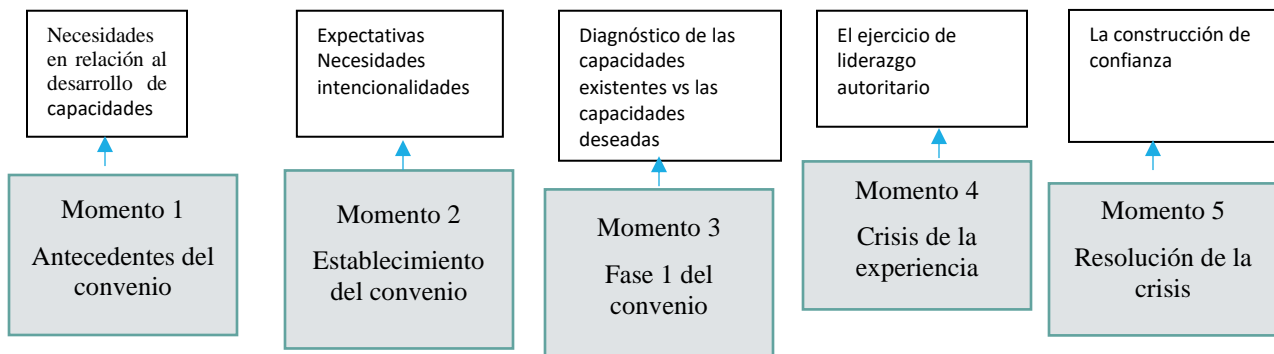 Necesidades
en relación al
desarrollo de
capacidades
Expectativas
Necesidades
intencionalidades
Diagnóstico de las
capacidades
existentes vs las
capacidades
deseadas
El ejercicio de
liderazgo
autoritario
La construcción de
confianza
Momento 1
Antecedentes del
convenio
Momento 2
Establecimiento
del convenio
Momento 3
Fase 1 del
convenio
Momento 4
Crisis de la
experiencia
Momento 5
Resolución de la
crisis